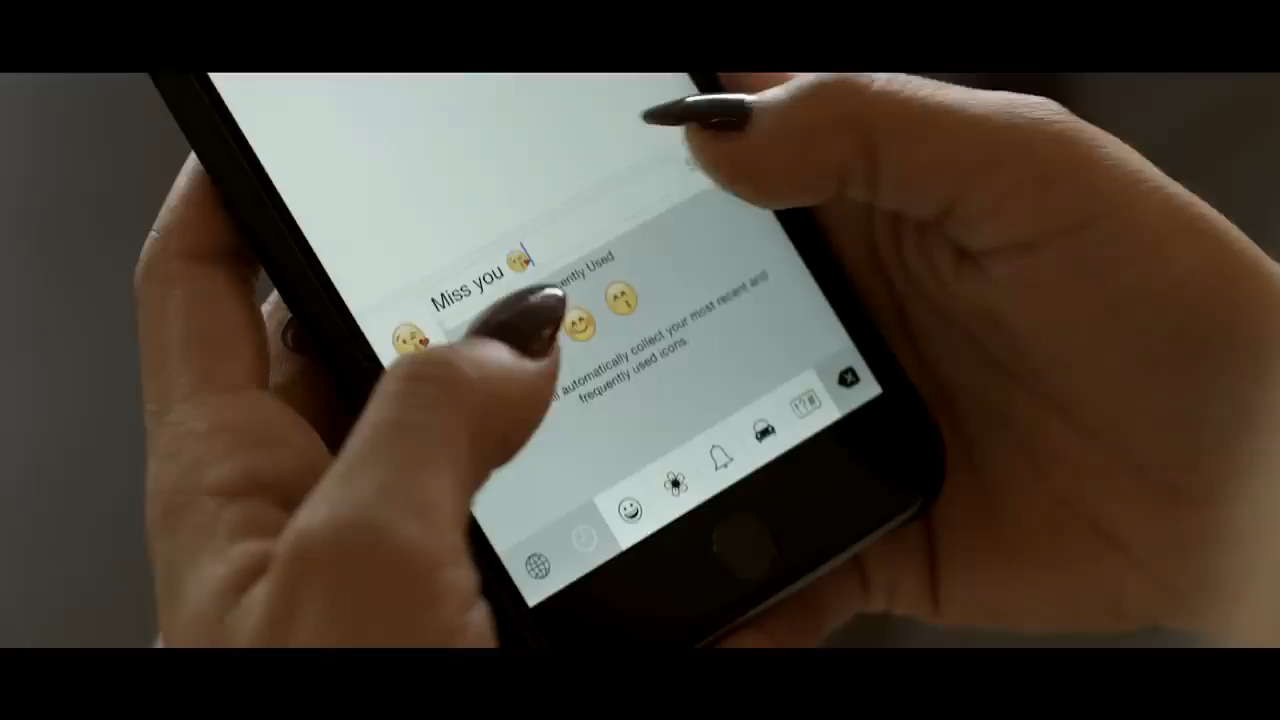 Miss you 😘
ently Used
automatically collect your most recent and
frequently used icons.
!?#